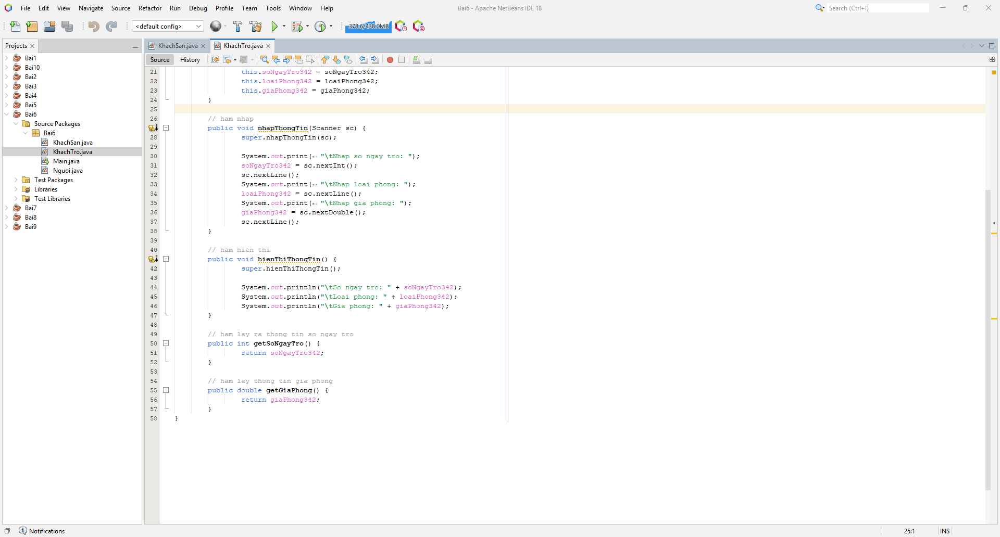 File Edit View Navigate Source Refactor Run Debug Profile Team Tools Window Help
Bai6 - Apache NetBeans IDE 18
Search (Ctrl+I)
<default config>
378.6/438.0MB
Projects
KhachSan.java
KhachTro.java
Source History
Bai1
Bai10
Bai2
Bai3
Bai4
Bai5
Bai6
Source Packages
Bai6
KhachSan.java
KhachTro.java
Main.java
Nguoi.java
Test Packages
Libraries
Test Libraries
Bai7
Bai8
Bai9
21 this.soNgayTro342 = soNgayTro342;
22 this.loaiPhong342 = loaiPhong342;
23 this.giaPhong342 = giaPhong342;
24 }
25
26 // ham nhap
public void nhapThongTin(Scanner sc) {
28 super.nhapThongTin(sc);
29
30 System.out.print(s: "\tNhap so ngay tro: ");
31 soNgayTro342 = sc.nextInt();
32 sc.nextLine();
33 System.out.print(s: "\tNhap loai phong: ");
34 loaiPhong342 = sc.nextLine();
35 System.out.print(s: "\tNhap gia phong: ");
36 giaPhong342 = sc.nextDouble();
37 sc.nextLine();
38 }
39
40 // ham hien thi
public void hienThiThongTin() {
42 super.hienThiThongTin();
43
44 System.out.println("\tSo ngay tro: " + soNgayTro342);
45 System.out.println("\tLoai phong: " + loaiPhong342);
46 System.out.println("\tGia phong: " + giaPhong342);
47 }
48
49 // ham lay ra thong tin so ngay tro
50 public int getSoNgayTro() {
51 return soNgayTro342;
52 }
53
54 // ham lay thong tin gia phong
55 public double getGiaPhong() {
56 return giaPhong342;
57 }
58 }
Notifications
25:1
INS